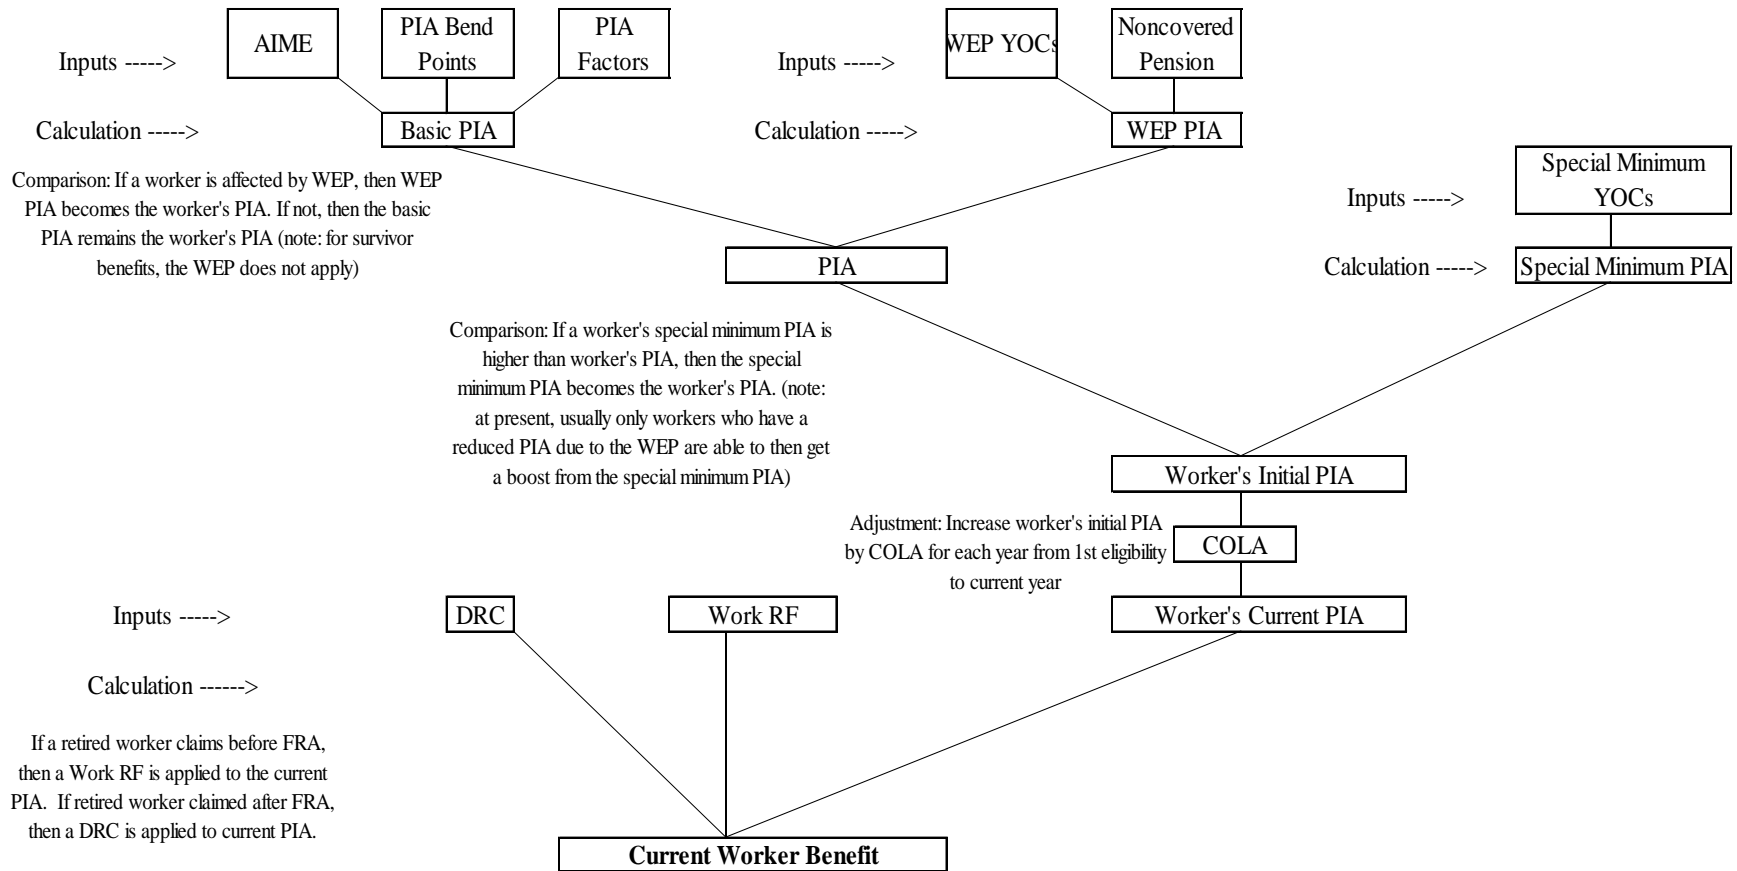 Inputs ----->
AIME
PIA Bend
Points
PIA
Factors
Inputs ----->
WEP YOCs
Noncovered
Pension
Calculation ----->
Basic PIA
Calculation ----->
WEP PIA
Comparison: If a worker is affected by WEP, then WEP
PIA becomes the worker's PIA. If not, then the basic
PIA remains the worker's PIA (note: for survivor
benefits, the WEP does not apply)
Inputs ----->
Special Minimum
YOCs
PIA
Calculation ----->
Special Minimum PIA
Comparison: If a worker's special minimum PIA is
higher than worker's PIA, then the special
minimum PIA becomes the worker's PIA. (note:
at present, usually only workers who have a
reduced PIA due to the WEP are able to then get
a boost from the special minimum PIA)
Worker's Initial PIA
Adjustment: Increase worker's initial PIA
by COLA for each year from 1st eligibility
to current year
COLA
Inputs ----->
DRC
Work RF
Worker's Current PIA
Calculation ------>
If a retired worker claims before FRA,
then a Work RF is applied to the current
PIA.  If retired worker claimed after FRA,
then a DRC is applied to current PIA.
Current Worker Benefit